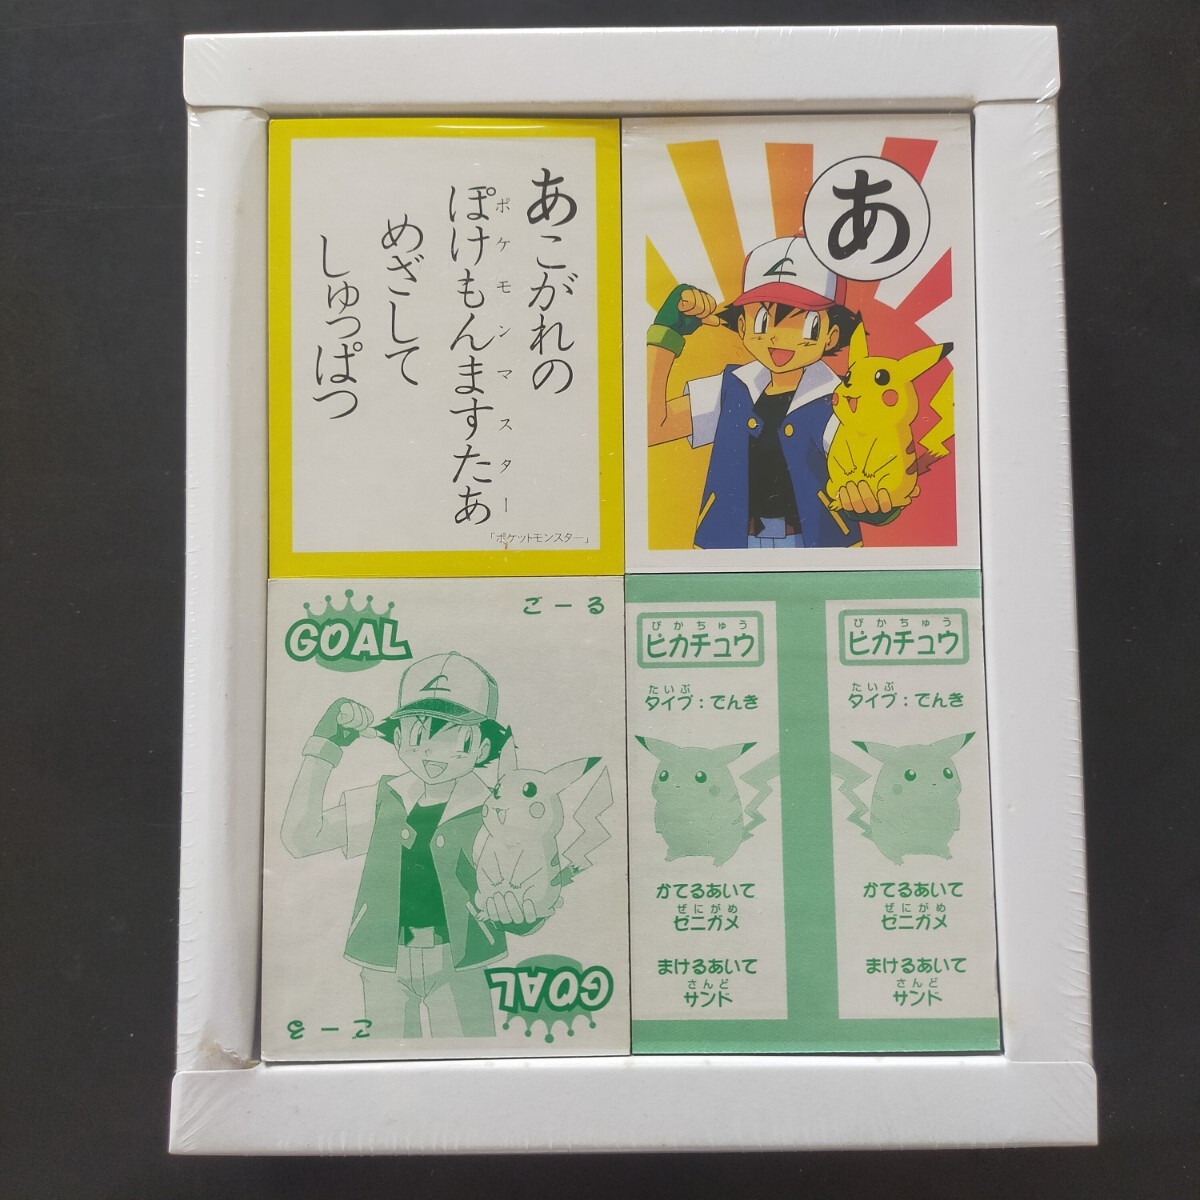 あこがれの
ぽけもんますたあ
ポケモンマスター
めざして
しゅっぱつ
「ポケットモンスター」
あ
GOAL
ごーる
GOAL
ごーる
ぴかちゅう
ピカチュウ
たいぷ
タイプ：でんき
かてるあいて
ぜにがめ
ゼニガメ
まけるあいて
さんど
サンド
ぴかちゅう
ピカチュウ
たいぷ
タイプ：でんき
かてるあいて
ぜにがめ
ゼニガメ
まけるあいて
さんど
サンド